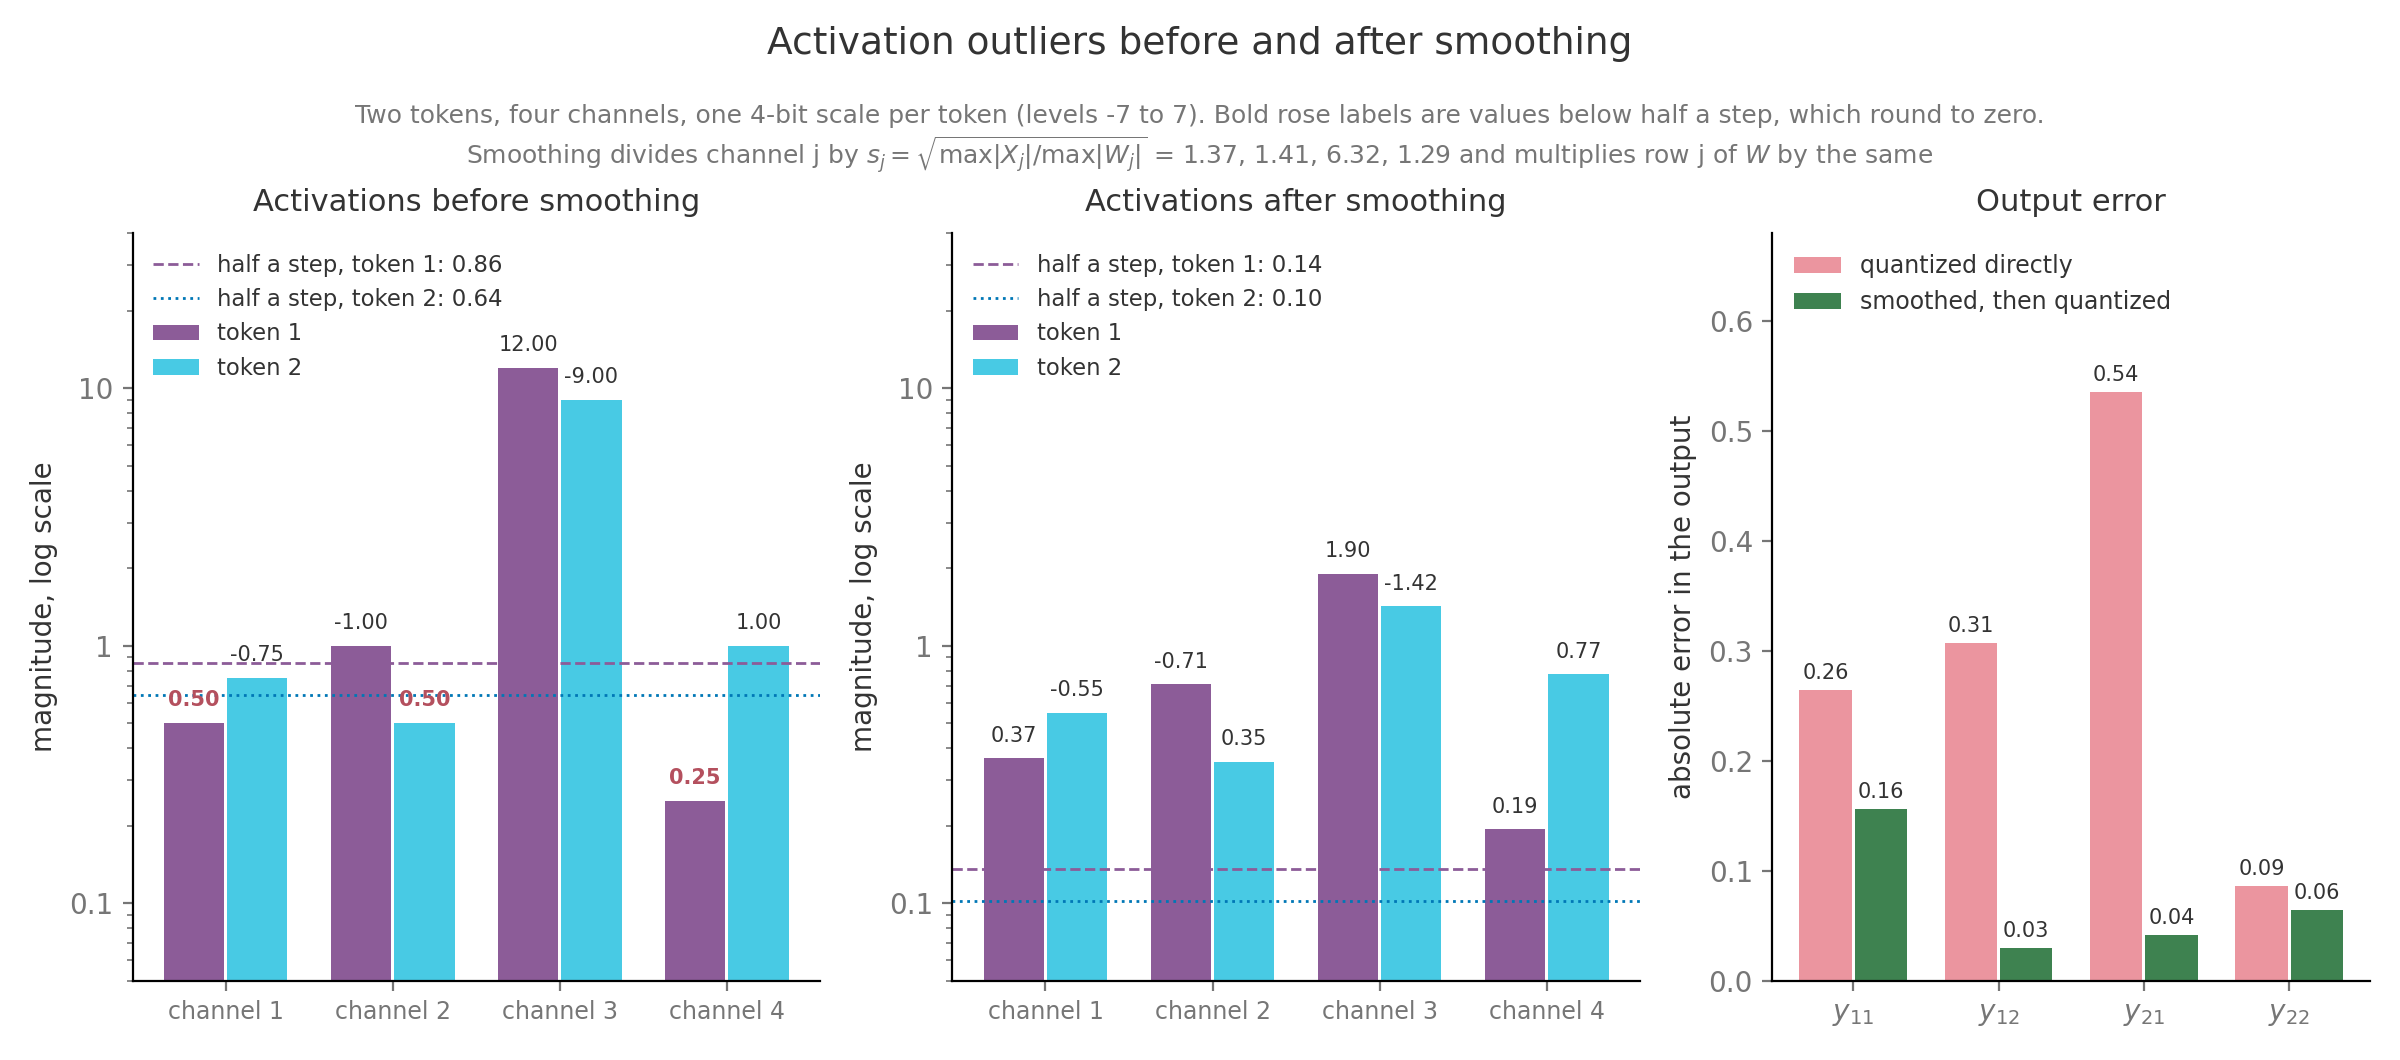 Activation outliers before and after smoothing
Two tokens, four channels, one 4-bit scale per token (levels -7 to 7). Bold rose labels are values below half a step, which round to zero.
Smoothing divides channel j by $s_j = \sqrt{\max|X_j|/\max|W_j|}$ = 1.37, 1.41, 6.32, 1.29 and multiplies row j of W by the same
Activations before smoothing
half a step, token 1: 0.86
half a step, token 2: 0.64
token 1
token 2
magnitude, log scale
10
1
0.1
0.50
-0.75
-1.00
0.50
12.00
-9.00
0.25
1.00
channel 1
channel 2
channel 3
channel 4
Activations after smoothing
half a step, token 1: 0.14
half a step, token 2: 0.10
token 1
token 2
magnitude, log scale
10
1
0.1
0.37
-0.55
-0.71
0.35
1.90
-1.42
0.19
0.77
channel 1
channel 2
channel 3
channel 4
Output error
quantized directly
smoothed, then quantized
absolute error in the output
0.6
0.5
0.4
0.3
0.2
0.1
0.0
0.26
0.16
0.31
0.03
0.54
0.04
0.09
0.06
$y_{11}$
$y_{12}$
$y_{21}$
$y_{22}$